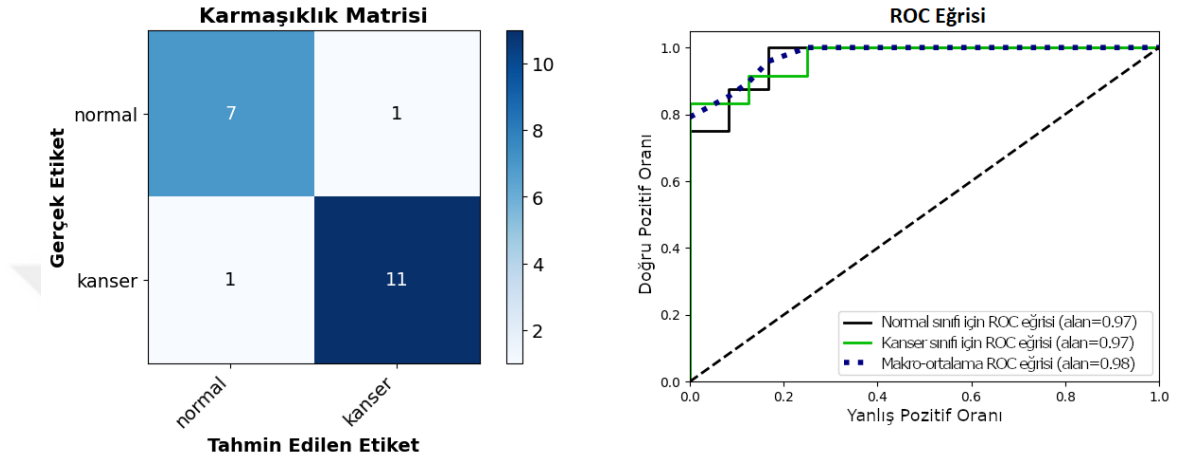 Karmaşıklık Matrisi
Gerçek Etiket
normal
kanser
7
1
1
11
normal
kanser
Tahmin Edilen Etiket
10
8
6
4
2
ROC Eğrisi
Doğru Pozitif Oranı
1.0
0.8
0.6
0.4
0.2
0.0
Normal sınıfı için ROC eğrisi (alan=0.97)
Kanser sınıfı için ROC eğrisi (alan=0.97)
Makro-ortalama ROC eğrisi (alan=0.98)
0.0
0.2
0.4
0.6
0.8
1.0
Yanlış Pozitif Oranı